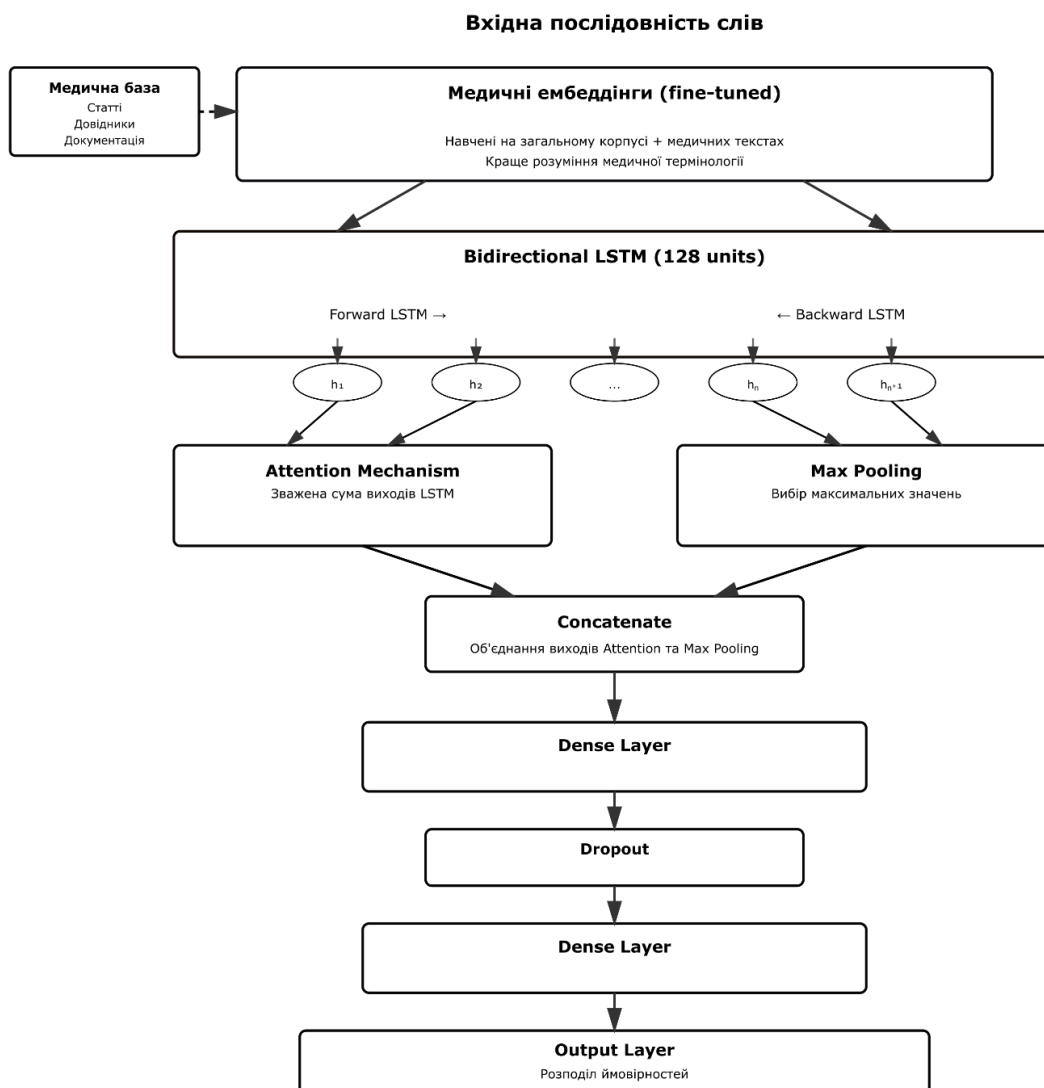 Вхідна послідовність слів
Медична база
Статті
Довідники
Документація
Медичні ембеддінги (fine-tuned)
Навчені на загальному корпусі + медичних текстах
Краще розуміння медичної термінології
Bidirectional LSTM (128 units)
Forward LSTM →
← Backward LSTM
h₁
h₂
...
hₙ
hₙ₊₁
Attention Mechanism
Зважена сума виходів LSTM
Max Pooling
Вибір максимальних значень
Concatenate
Об'єднання виходів Attention та Max Pooling
Dense Layer
Dropout
Dense Layer
Output Layer
Розподіл ймовірностей